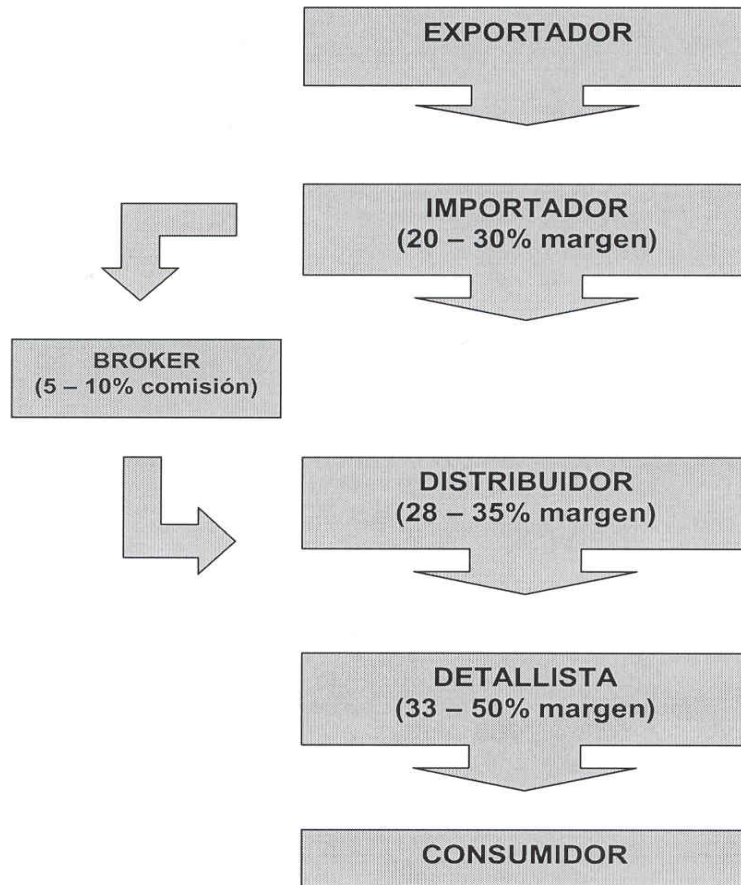 EXPORTADOR
IMPORTADOR
(20 – 30% margen)
BROKER
(5 – 10% comisión)
DISTRIBUIDOR
(28 – 35% margen)
DETALLISTA
(33 – 50% margen)
CONSUMIDOR